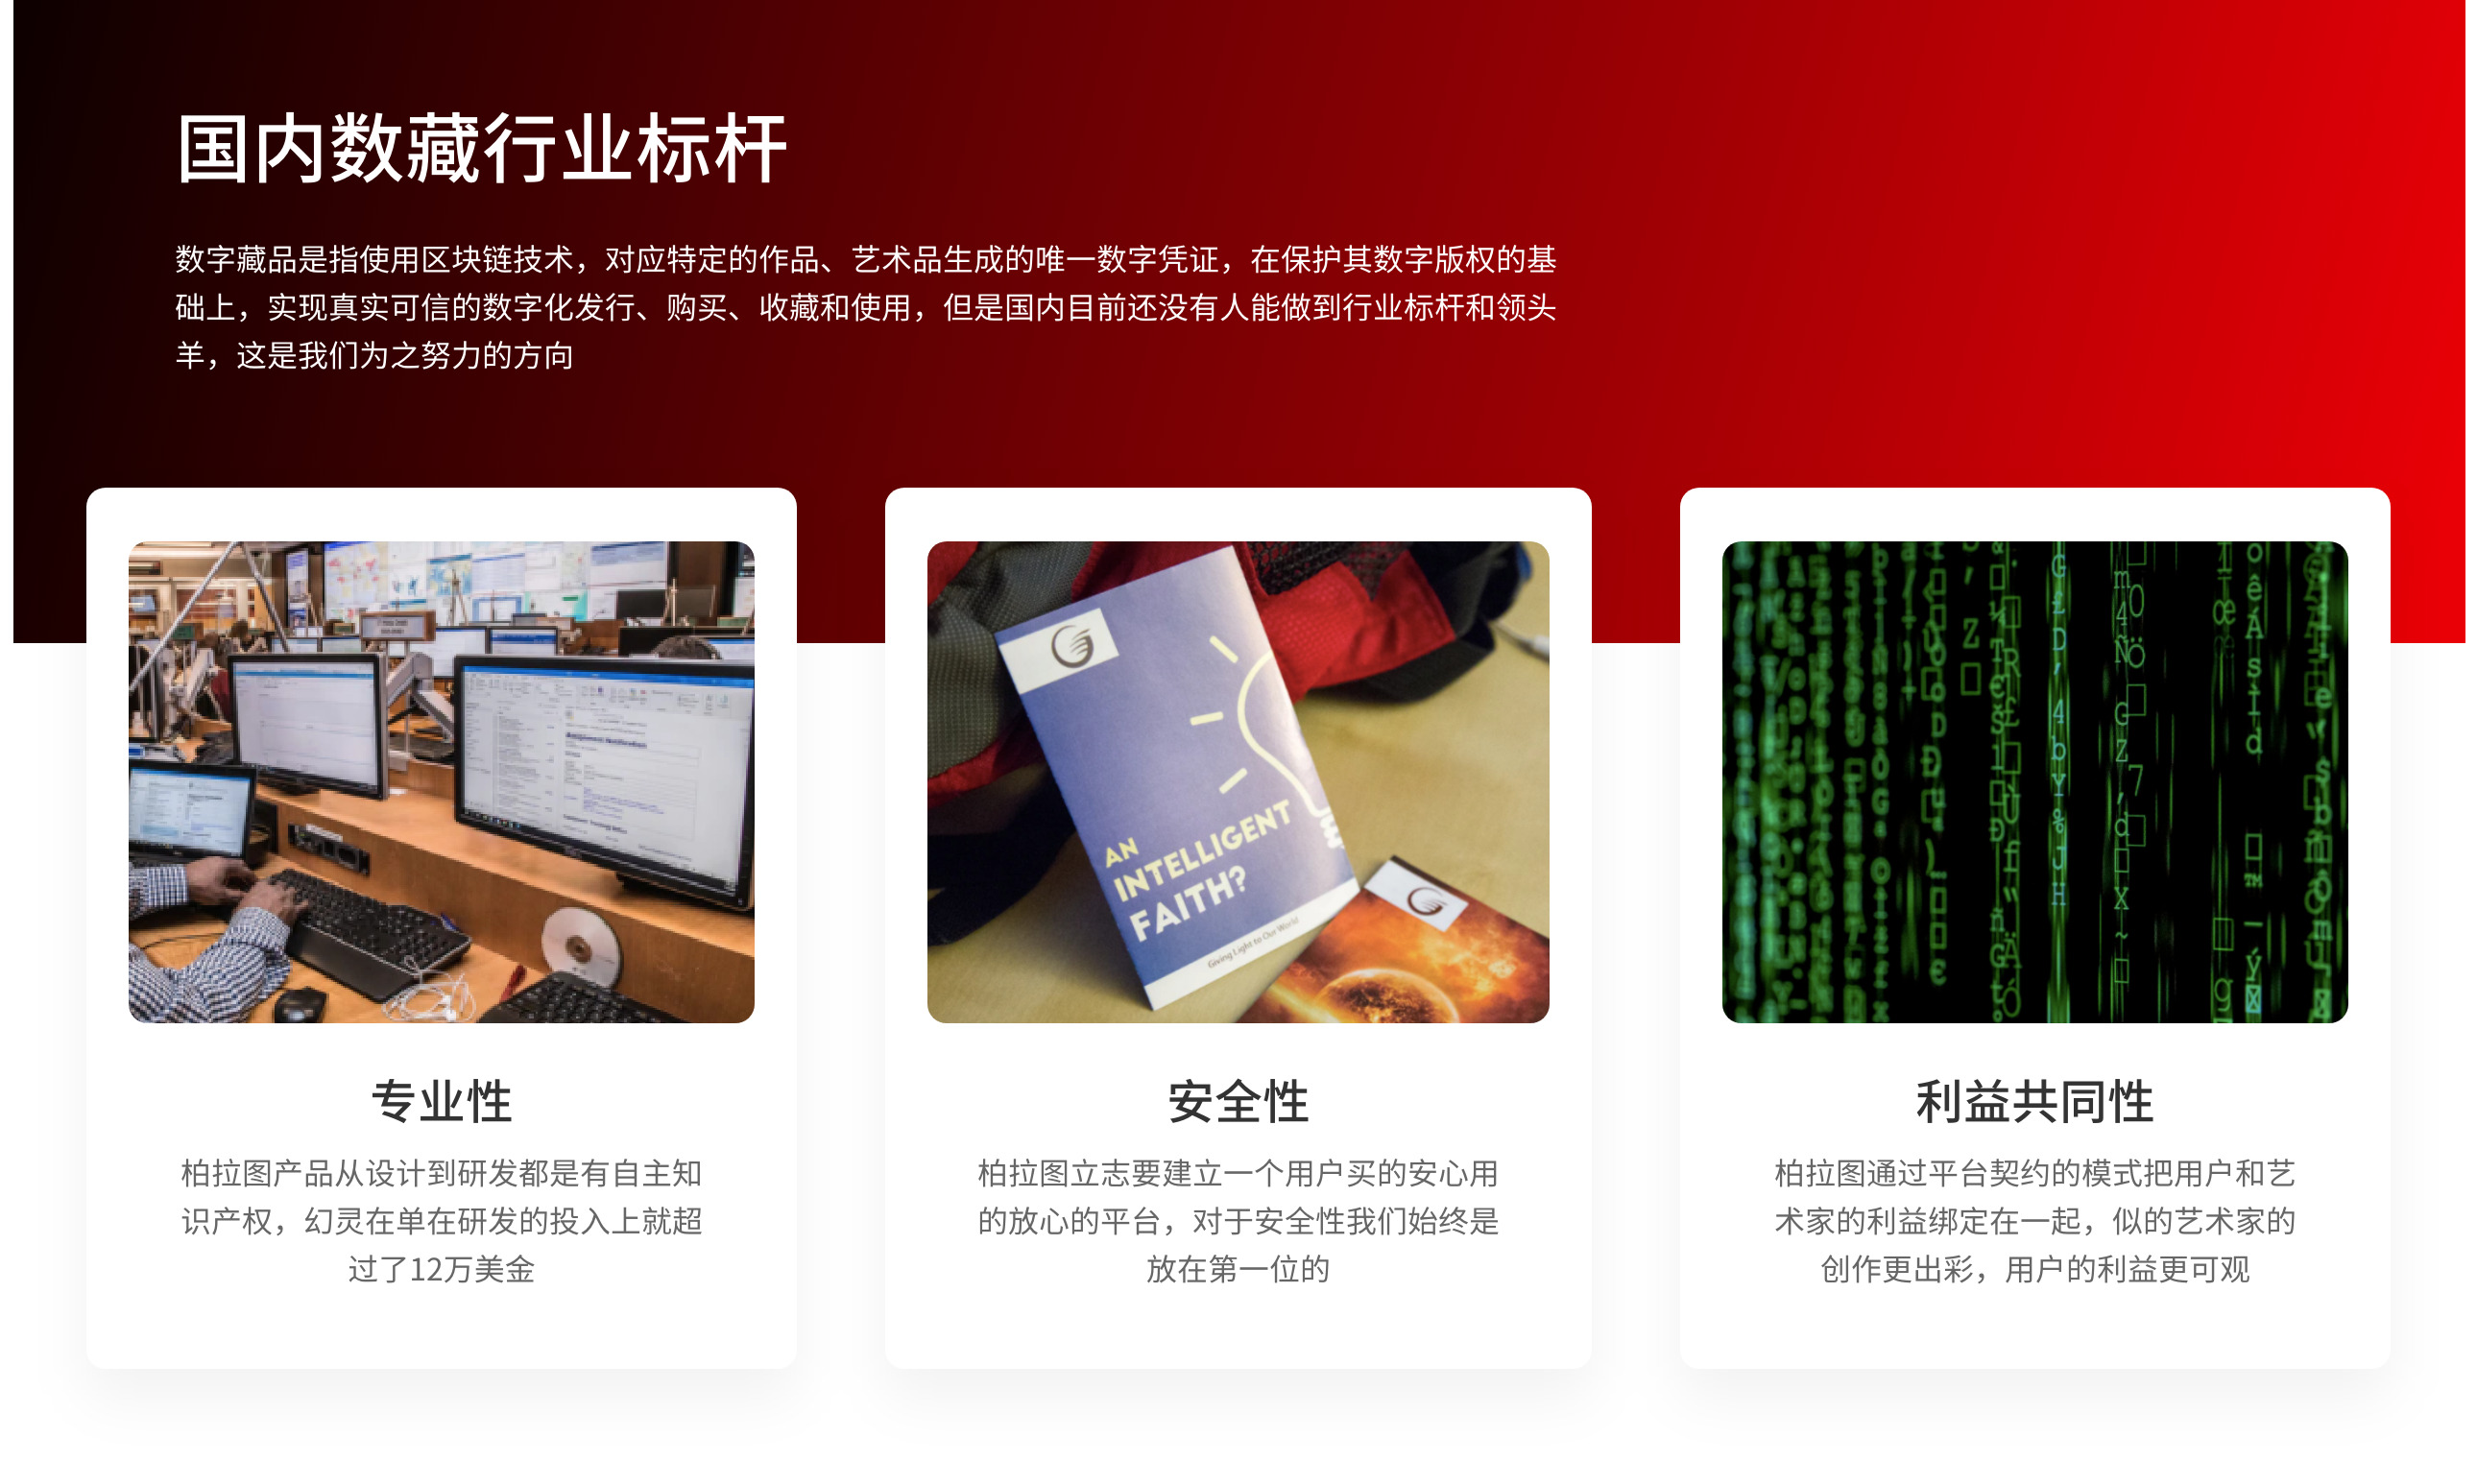 国内数藏行业标杆
数字藏品是指使用区块链技术，对应特定的作品、艺术品生成的唯一数字凭证，在保护其数字版权的基
础上，实现真实可信的数字化发行、购买、收藏和使用，但是国内目前还没有人能做到行业标杆和领头
羊，这是我们为之努力的方向
AN
INTELLIGENT
FAITH?
Giving Light to Our World
专业性
柏拉图产品从设计到研发都是有自主知
识产权，幻灵在单在研发的投入上就超
过了12万美金
安全性
柏拉图立志要建立一个用户买的安心用
的放心的平台，对于安全性我们始终是
放在第一位的
利益共同性
柏拉图通过平台契约的模式把用户和艺
术家的利益绑定在一起，似的艺术家的
创作更出彩，用户的利益更可观